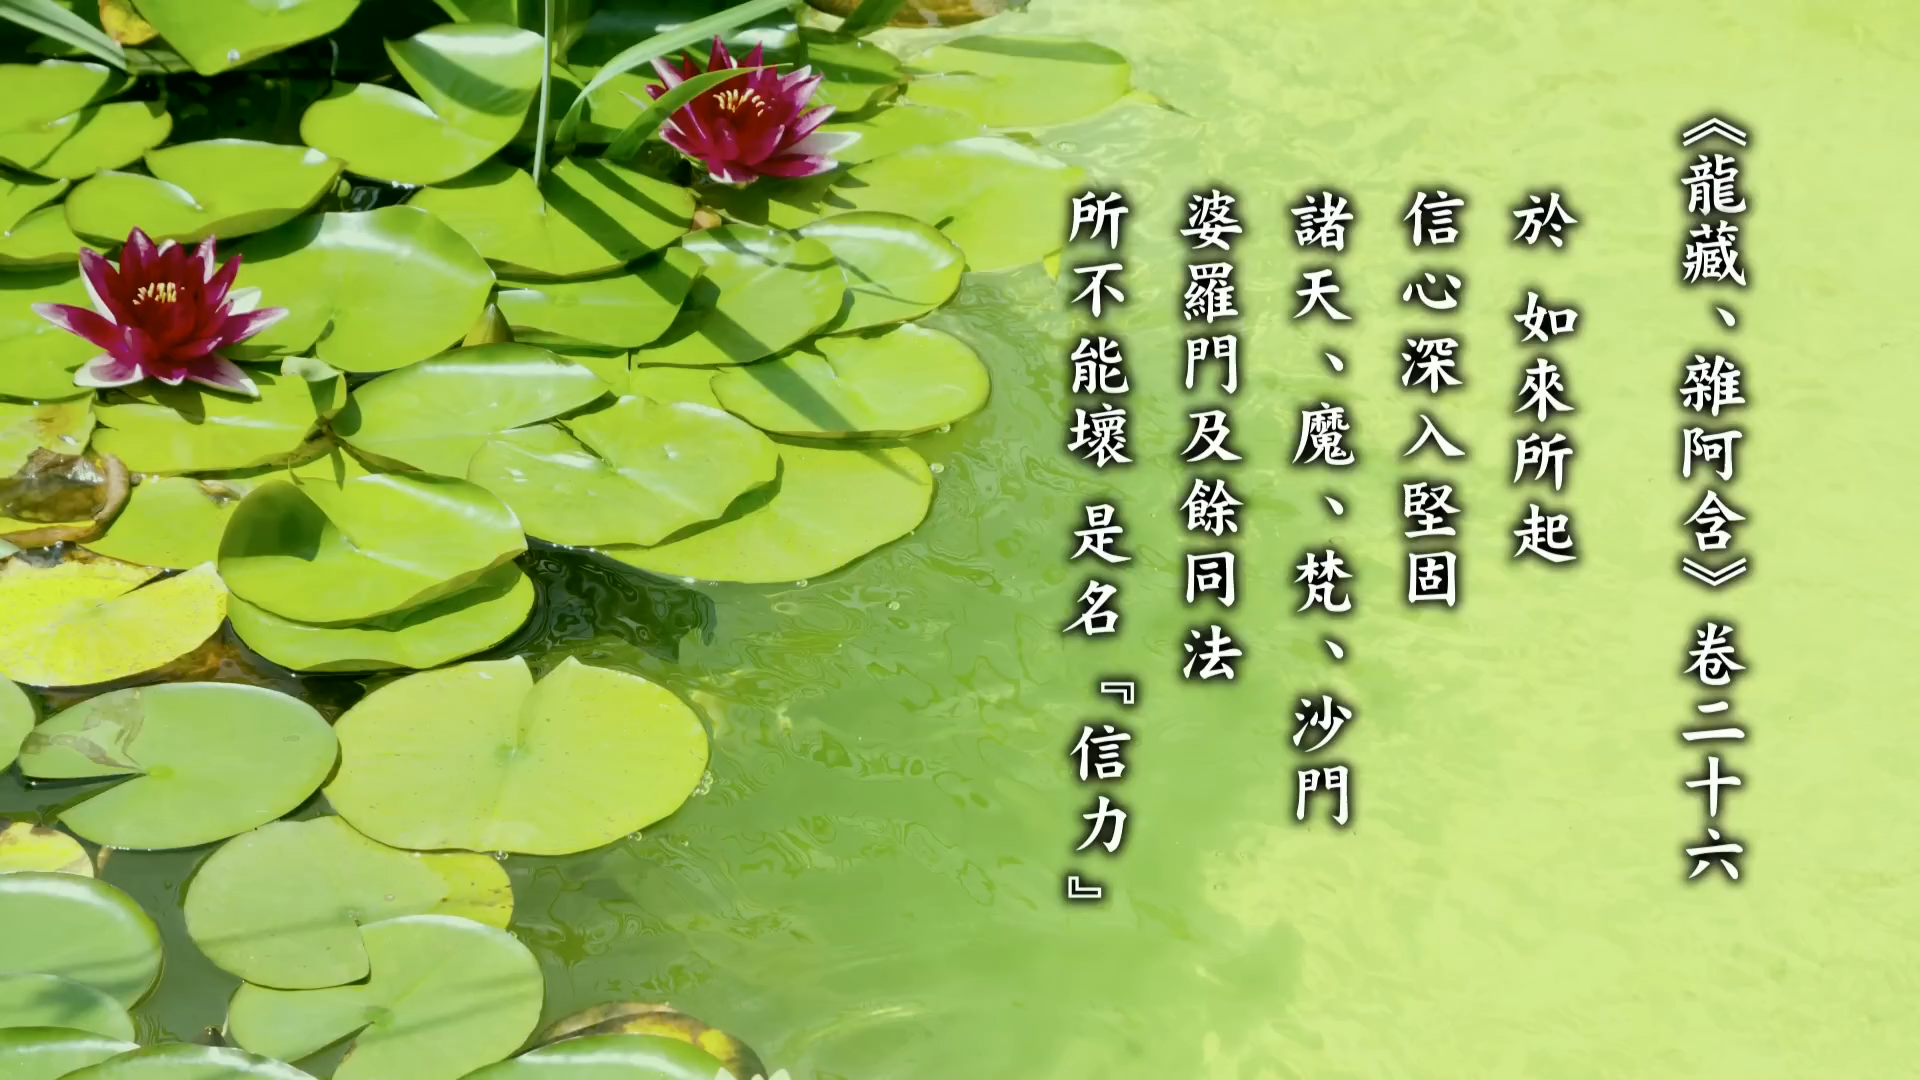 《龍藏、雜阿含》卷二十六
於 如來所起
信心深入堅固
諸天、魔、梵、沙門
婆羅門及餘同法
所不能壞 是名『信力』